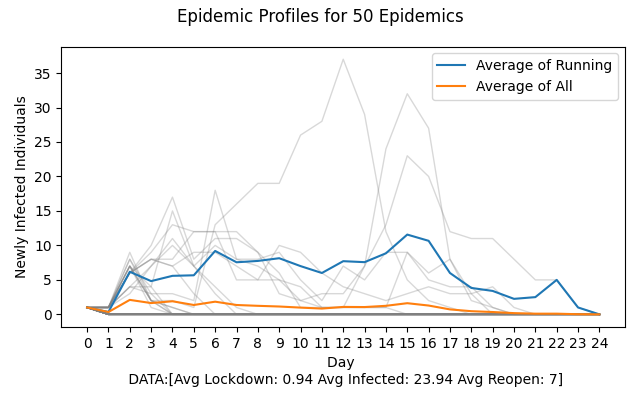 Epidemic Profiles for 50 Epidemics
Newly Infected Individuals
35
30
25
20
15
10
5
0
Average of Running
Average of All
0 1 2 3 4 5 6 7 8 9 10 11 12 13 14 15 16 17 18 19 20 21 22 23 24
Day
DATA:[Avg Lockdown: 0.94 Avg Infected: 23.94 Avg Reopen: 7]